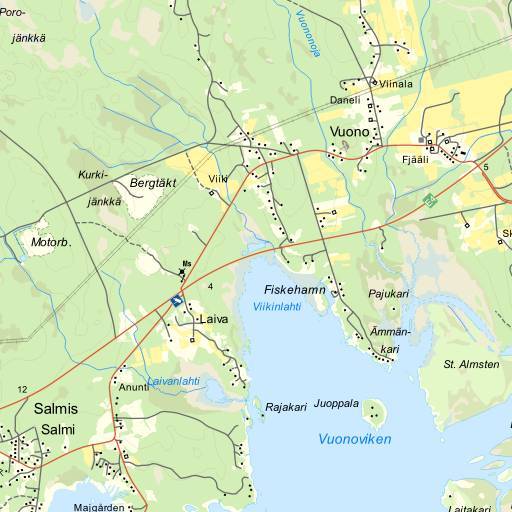 Poro-
jänkkä
Vuononoja
Viinala
Daneli
Vuono
Fjääli
5
Kurki-
jänkkä
Bergtäkt
Viiki
Motorb.
Sk
Ms
4
Fiskehamn
Viikinlahti
Pajukari
Laiva
Ämmän-
kari
St. Almsten
12
Anunti
Laivanlahti
Salmis
Salmi
Rajakari
Juoppala
Vuonoviken
Majgården
Laitakari